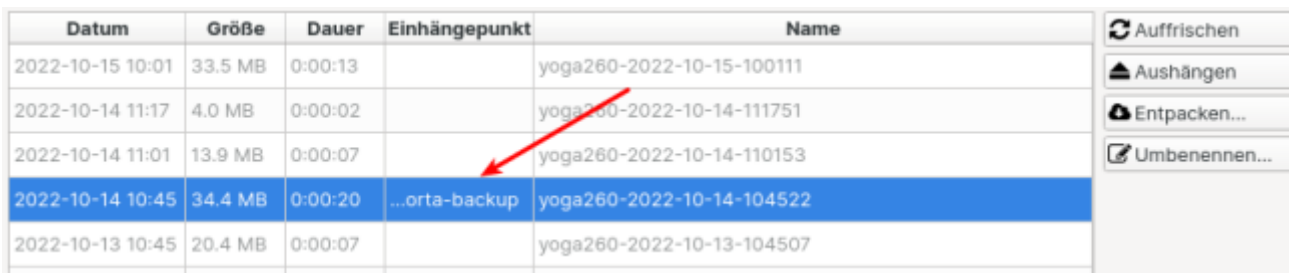 Datum Größe Dauer Einhängepunkt Name
2022-10-15 10:01 33.5 MB 0:00:13 yoga260-2022-10-15-100111
2022-10-14 11:17 4.0 MB 0:00:02 yoga260-2022-10-14-111751
2022-10-14 11:01 13.9 MB 0:00:07 yoga260-2022-10-14-110153
2022-10-14 10:45 34.4 MB 0:00:20 ...orta-backup yoga260-2022-10-14-104522
2022-10-13 10:45 20.4 MB 0:00:07 yoga260-2022-10-13-104507
Auffrischen
Aushängen
Entpacken...
Umbenennen...